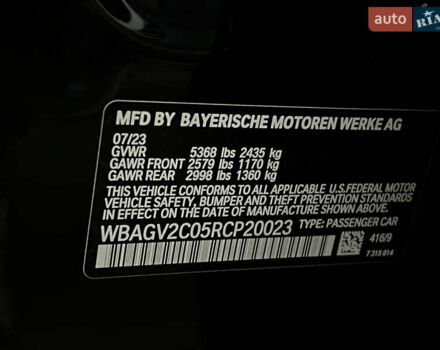 auto RIA
MFD BY BAYERISCHE MOTOREN WERKE AG
07/23
GVWR 5368 lbs 2435 kg
GAWR FRONT 2579 lbs 1170 kg
GAWR REAR 2998 lbs 1360 kg
THIS VEHICLE CONFORMS TO ALL APPLICABLE U.S.FEDERAL MOTOR
VEHICLE SAFETY, BUMPER, AND THEFT PREVENTION STANDARDS
IN EFFECT ON THE DATE OF MANUFACTURE SHOWN ABOVE.
WBAGV2C05RCP20023 TYPE: PASSENGER CAR
416/9
7315914